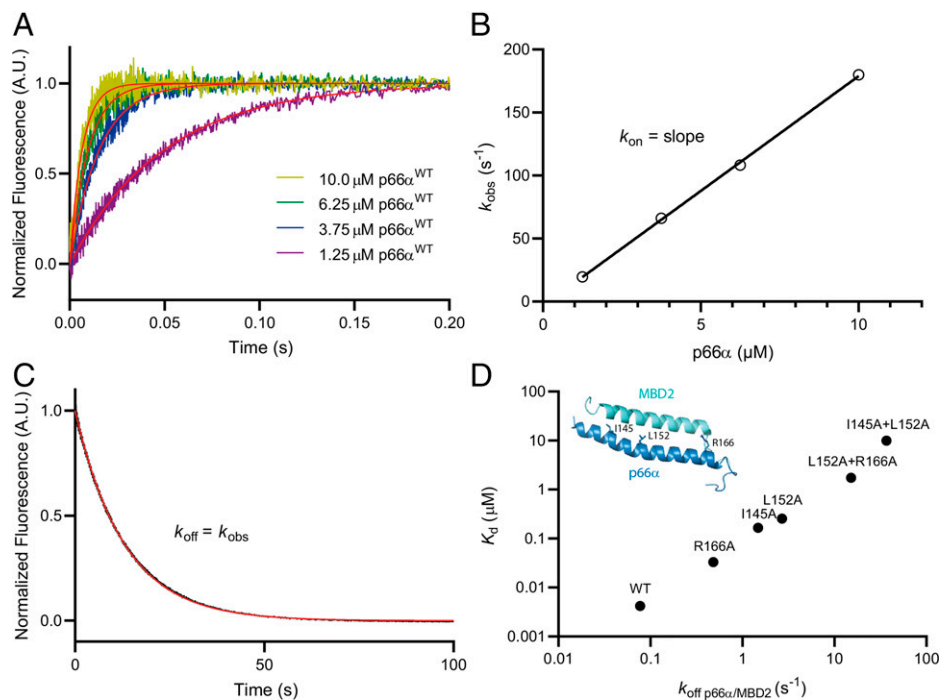 A
Normalized Fluorescence (A.U.)
1.0
0.5
0.0
10.0 μM p66α^WT
6.25 μM p66α^WT
3.75 μM p66α^WT
1.25 μM p66α^WT
0.00 0.05 0.10 0.15 0.20
Time (s)
B
k_obs (s⁻¹)
200
150
100
50
0
k_on = slope
0 5 10
p66α (μM)
C
Normalized Fluorescence (A.U.)
1.0
0.5
0.0
k_off = k_obs
0 50 100
Time (s)
D
K_d (μM)
100
10
1
0.1
0.01
0.001
MBD2
I145
L152
R166
p66α
I145A+L152A
L152A+R166A
L152A
I145A
R166A
WT
0.01 0.1 1 10 100
k_off p66α/MBD2 (s⁻¹)